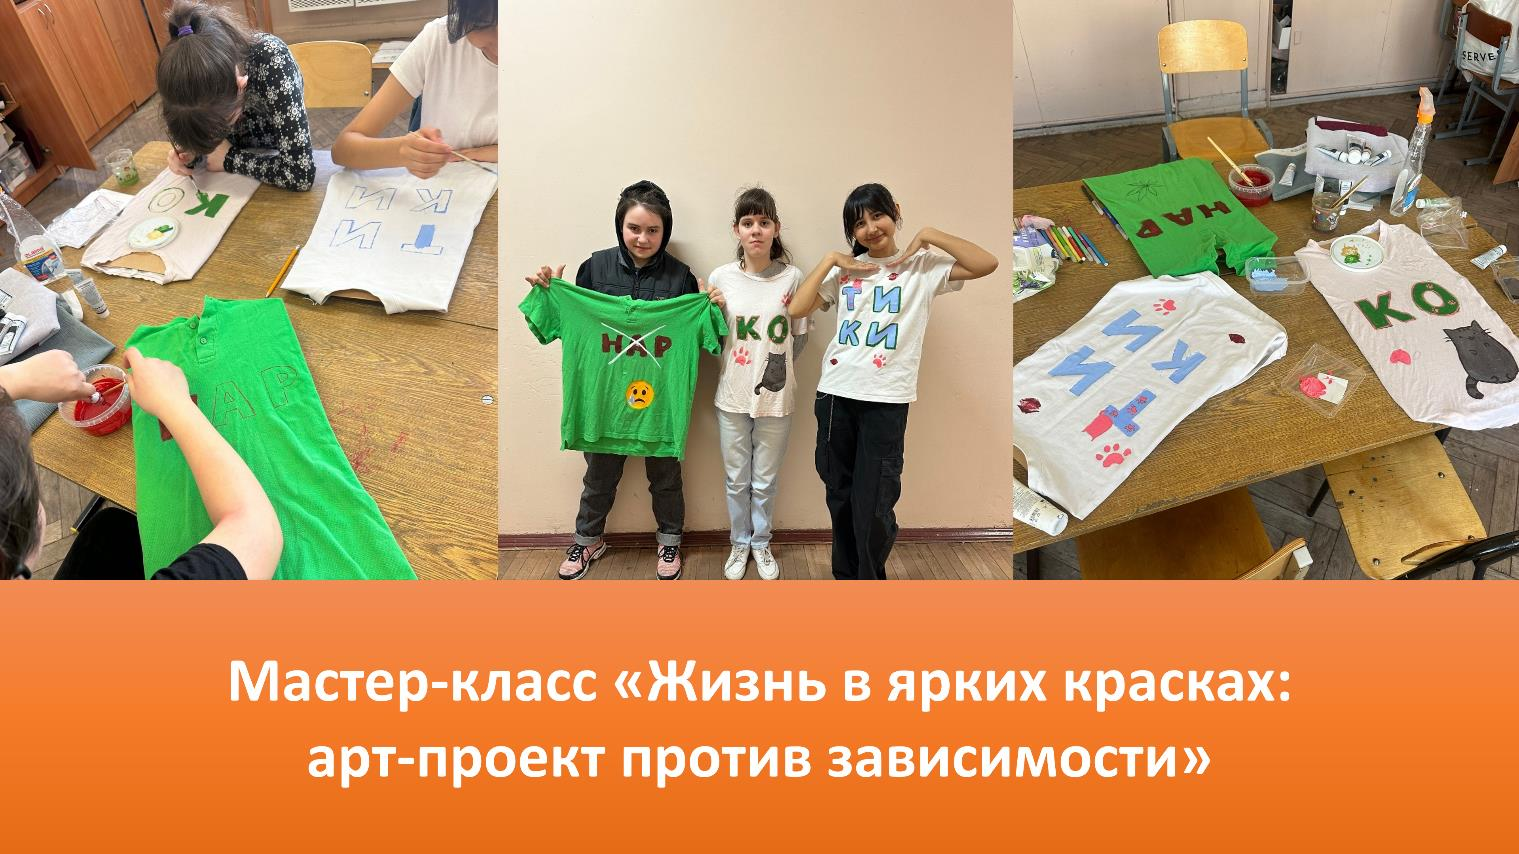 КО
КИ
ТИ
НАР
НАР
КО
ТИ
КИ
SERVE
НАР
КО
КИ
ТИ
Мастер-класс «Жизнь в ярких красках:
арт-проект против зависимости»